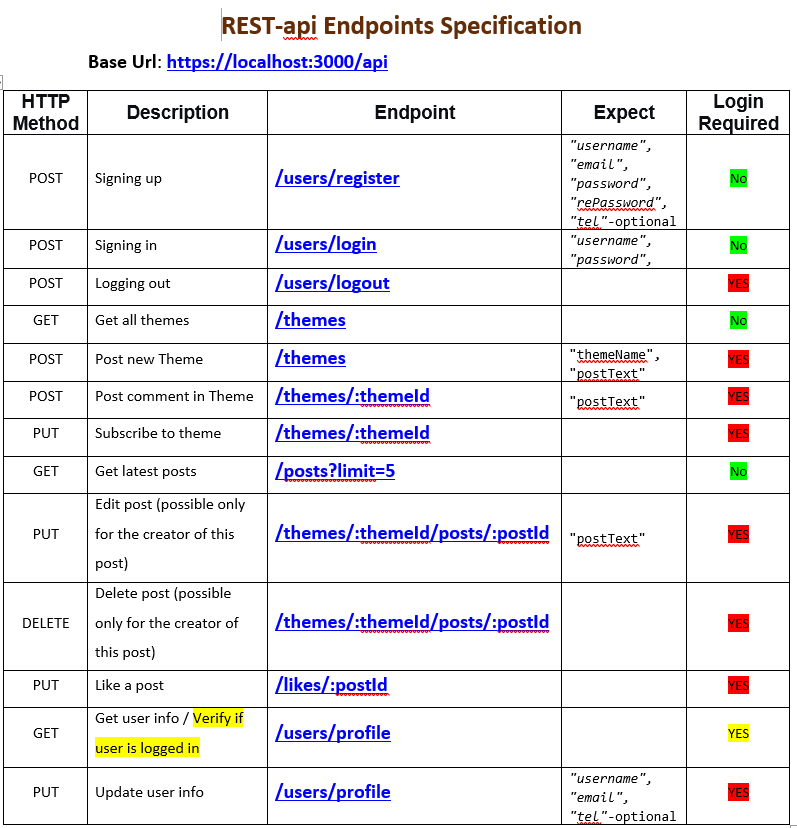 REST-api Endpoints Specification
Base Url: https://localhost:3000/api
HTTP Method Description Endpoint Expect Login Required
POST Signing up /users/register "username", "email", "password", "rePassword", "tel"-optional No
POST Signing in /users/login "username", "password", No
POST Logging out /users/logout YES
GET Get all themes /themes No
POST Post new Theme /themes "themeName", "postText" YES
POST Post comment in Theme /themes/:themeId "postText" YES
PUT Subscribe to theme /themes/:themeId YES
GET Get latest posts /posts?limit=5 No
PUT Edit post (possible only for the creator of this post) /themes/:themeId/posts/:postId "postText" YES
DELETE Delete post (possible only for the creator of this post) /themes/:themeId/posts/:postId YES
PUT Like a post /likes/:postId YES
GET Get user info / Verify if user is logged in /users/profile YES
PUT Update user info /users/profile "username", "email", "tel"-optional YES